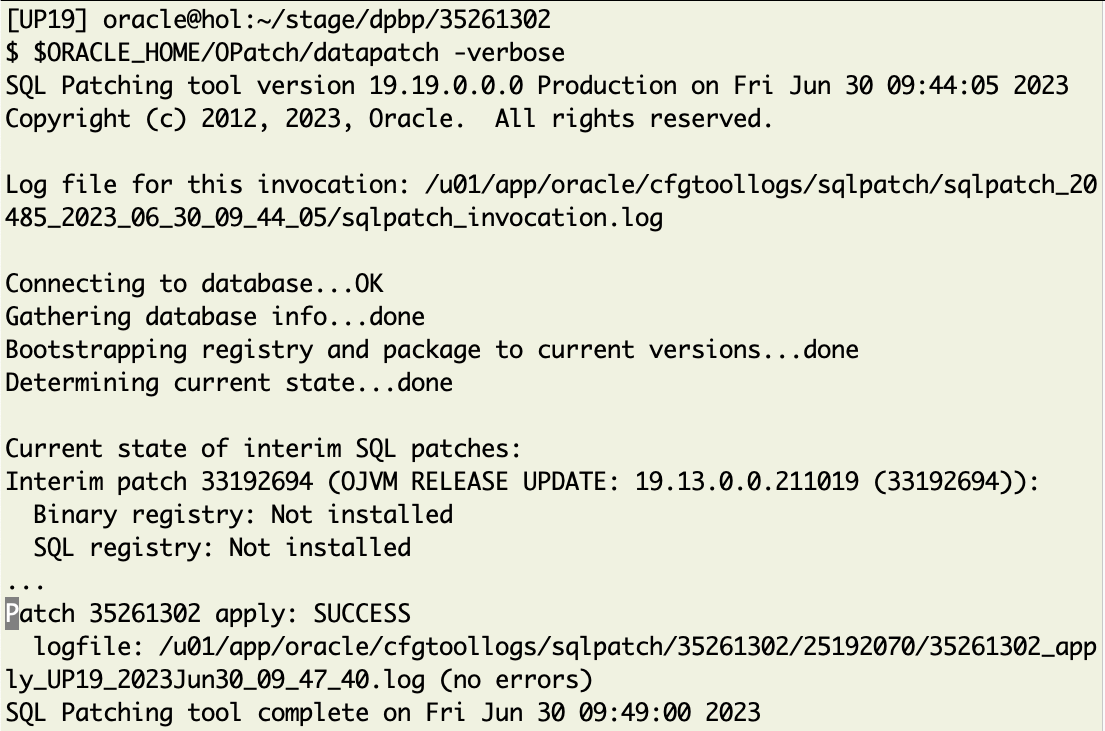 [UP19] oracle@hol:~/stage/dpbp/35261302
$ $ORACLE_HOME/OPatch/datapatch -verbose
SQL Patching tool version 19.19.0.0.0 Production on Fri Jun 30 09:44:05 2023
Copyright (c) 2012, 2023, Oracle.  All rights reserved.

Log file for this invocation: /u01/app/oracle/cfgtoollogs/sqlpatch/sqlpatch_20
485_2023_06_30_09_44_05/sqlpatch_invocation.log

Connecting to database...OK
Gathering database info...done
Bootstrapping registry and package to current versions...done
Determining current state...done

Current state of interim SQL patches:
Interim patch 33192694 (OJVM RELEASE UPDATE: 19.13.0.0.211019 (33192694)):
  Binary registry: Not installed
  SQL registry: Not installed
...
Patch 35261302 apply: SUCCESS
  logfile: /u01/app/oracle/cfgtoollogs/sqlpatch/35261302/25192070/35261302_app
ly_UP19_2023Jun30_09_47_40.log (no errors)
SQL Patching tool complete on Fri Jun 30 09:49:00 2023